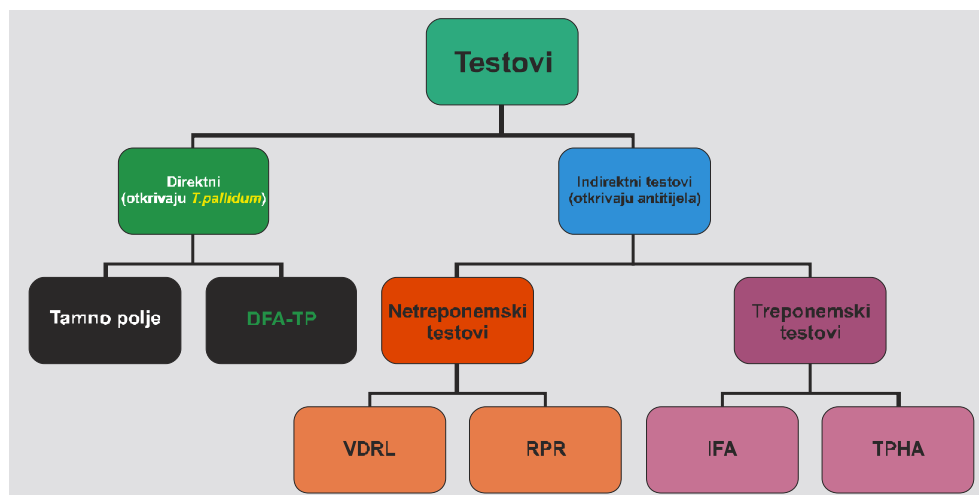 Testovi
Direktni
(otkrivaju T.pallidum)
Indirektni testovi
(otkrivaju antitijela)
Tamno polje
DFA-TP
Netreponemski
testovi
Treponemski
testovi
VDRL
RPR
IFA
TPHA